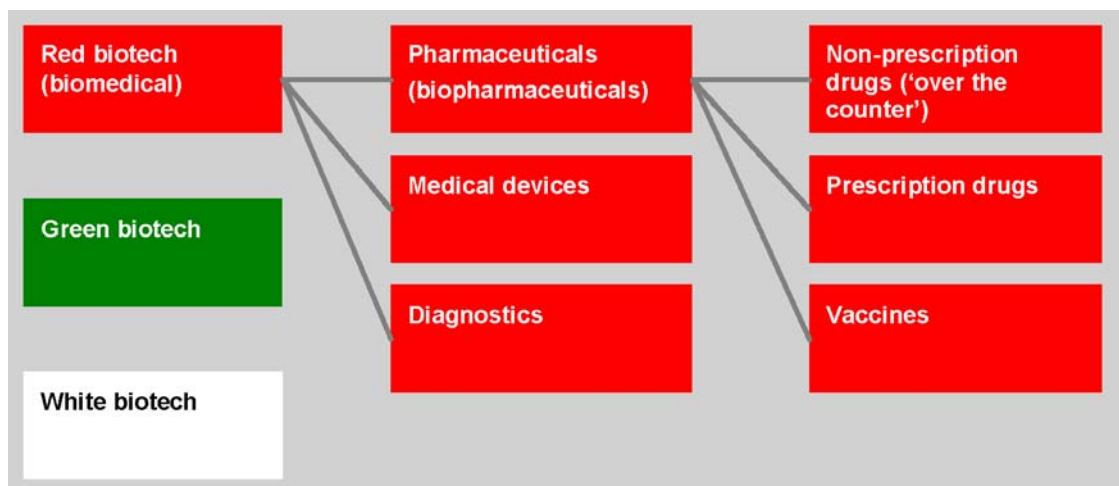 Red biotech
(biomedical)
Pharmaceuticals
(biopharmaceuticals)
Non-prescription
drugs (‘over the
counter’)
Medical devices
Prescription drugs
Green biotech
Diagnostics
Vaccines
White biotech